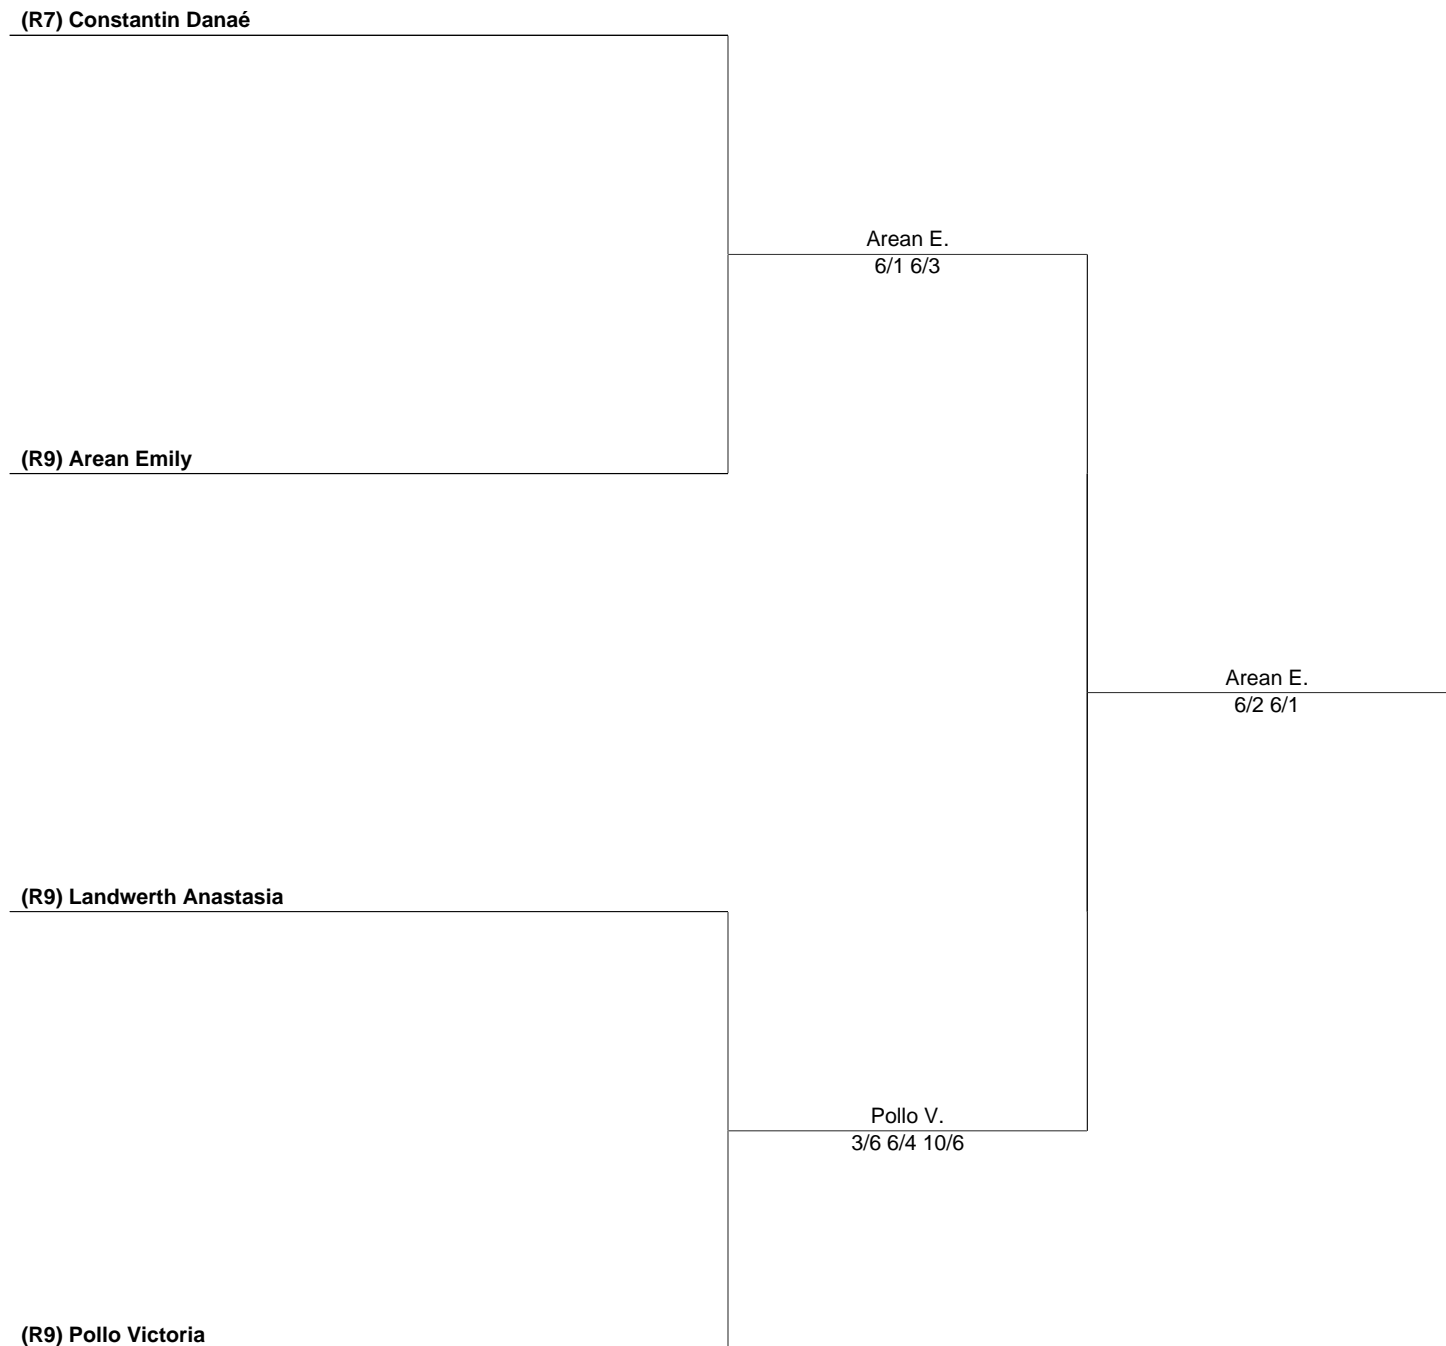 (R7) Constantin Danaé
Arean E.
6/1 6/3
(R9) Arean Emily
Arean E.
6/2 6/1
(R9) Landwerth Anastasia
Pollo V.
3/6 6/4 10/6
(R9) Pollo Victoria